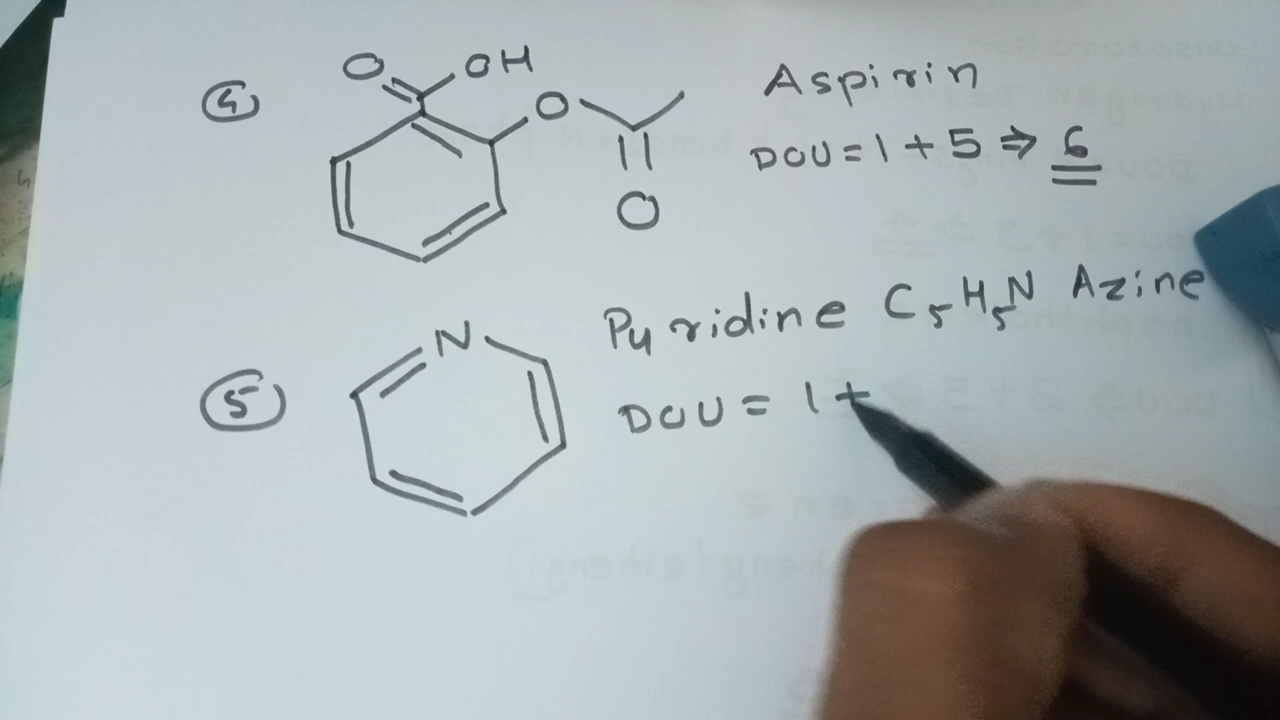 4
O OH
O
O
Aspirin
DOU = 1 + 5 ⇒ 6
5
N
Pyridine C5H5N Azine
DOU = 1 +